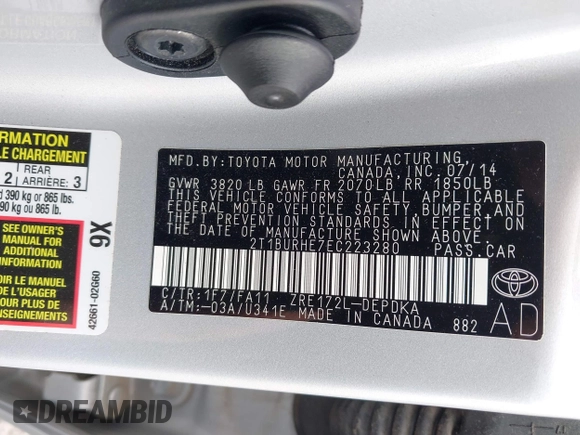 ORMATION
LE CHARGEMENT
REAR
2 ARRIÈRE: 3
390 kg or 865 lbs.
90 kg ou 865 lb.
SEE OWNER'S
MANUAL FOR
ADDITIONAL
INFORMATION
Voir le Manuel
de L'USAGER
pour Plus de
enseignements
9X
42661-02G60
MFD.BY:TOYOTA MOTOR MANUFACTURING,
CANADA,INC.07/14
GVWR 3820LB GAWR FR 2070LB RR 1850LB
THIS VEHICLE CONFORMS TO ALL APPLICABLE
FEDERAL MOTOR VEHICLE SAFETY,BUMPER,AND
THEFT PREVENTION STANDARDS IN EFFECT ON
THE DATE OF MANUFACTURE SHOWN ABOVE.
2T1BURHE7EC223280 PASS.CAR
C/TR:1F7/FA11 ZRE172L-DEPDKA
A/TM:-03A/U341E MADE IN CANADA 882
TOYOTA
AD
DREAMBID